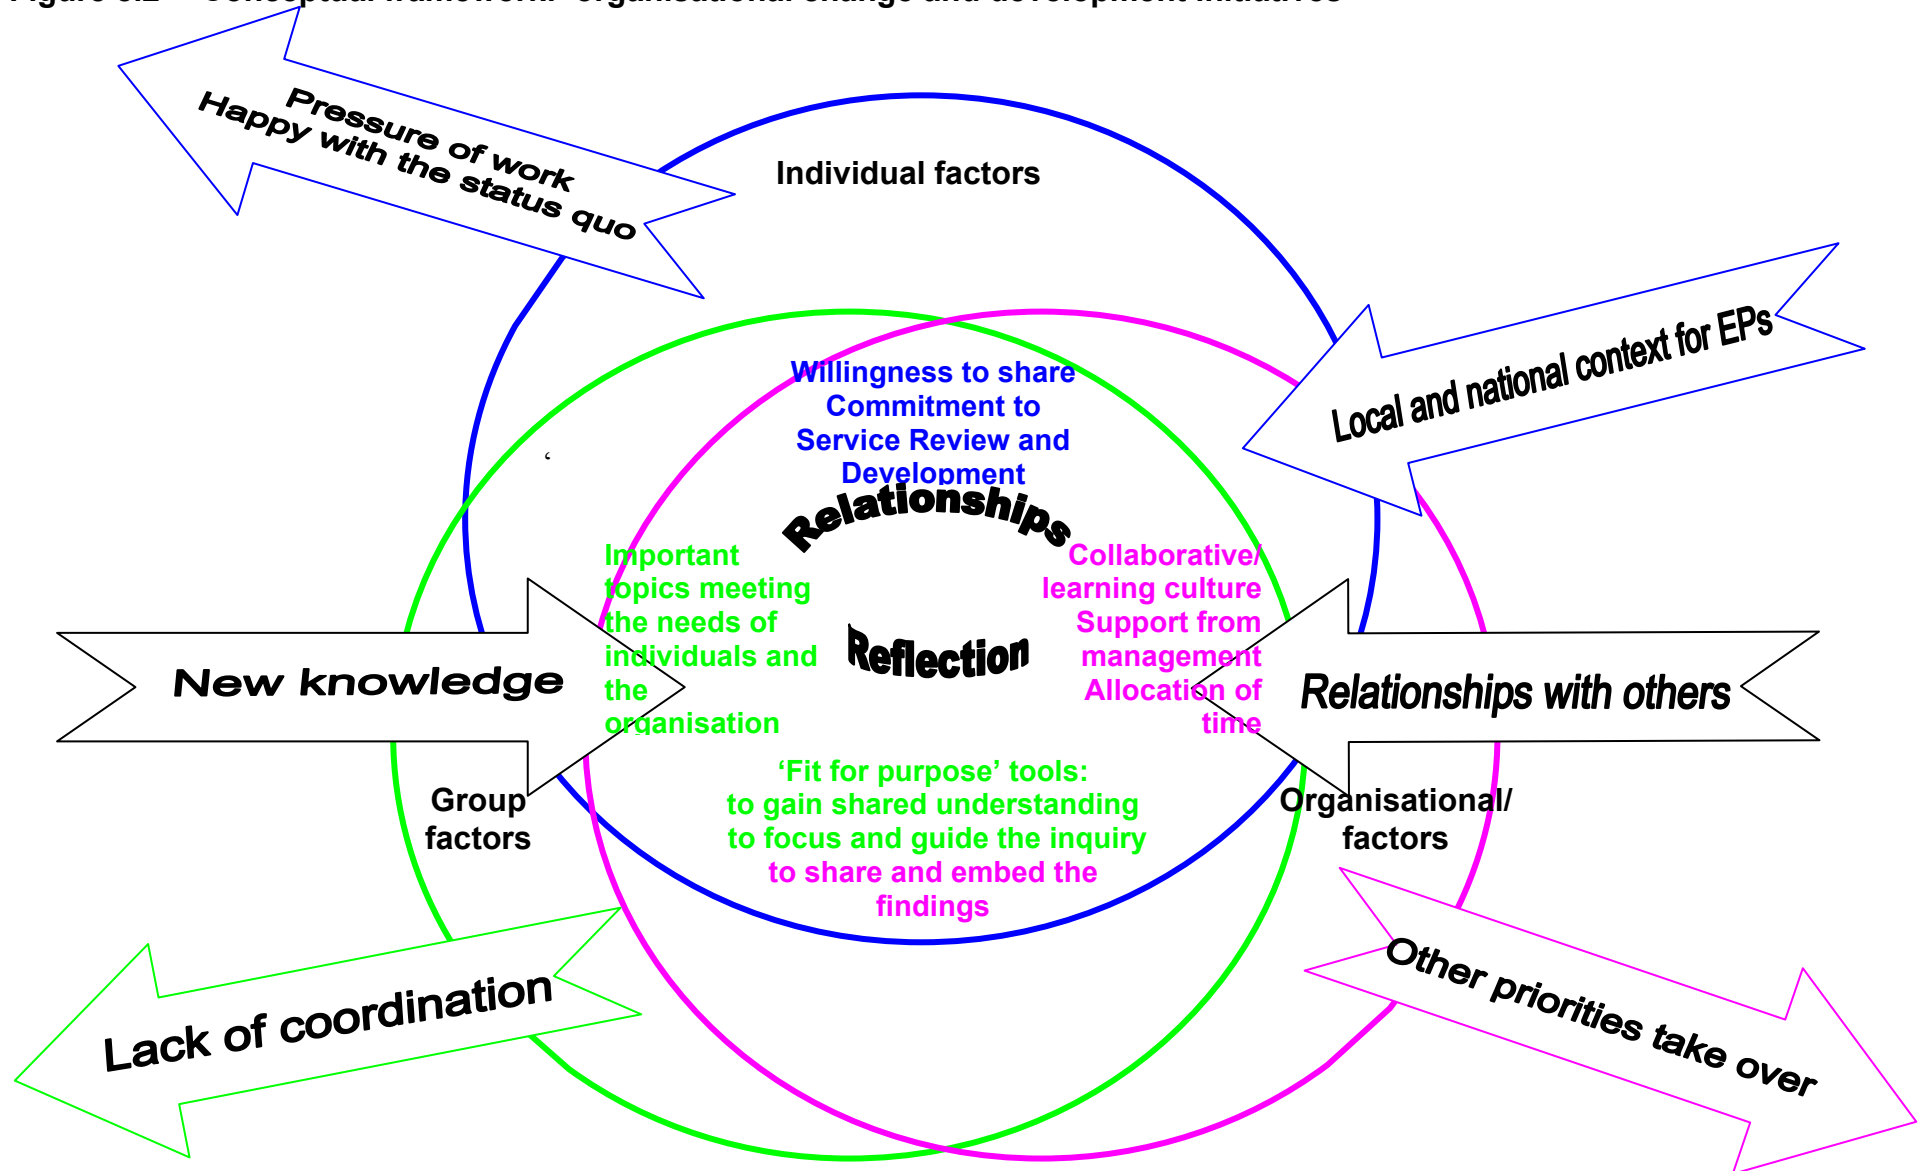 Pressure of work
Happy with the status quo
Individual factors
Local and national context for EPs
Willingness to share
Commitment to
Service Review and
Development
‘
Relationships
Important
topics meeting
the needs of
individuals and
the
organisation
Collaborative/
learning culture
Support from
management
Allocation of
time
Reflection
New knowledge
Relationships with others
‘Fit for purpose’ tools:
to gain shared understanding
to focus and guide the inquiry
to share and embed the
findings
Group
factors
Organisational/
factors
Lack of coordination
Other priorities take over